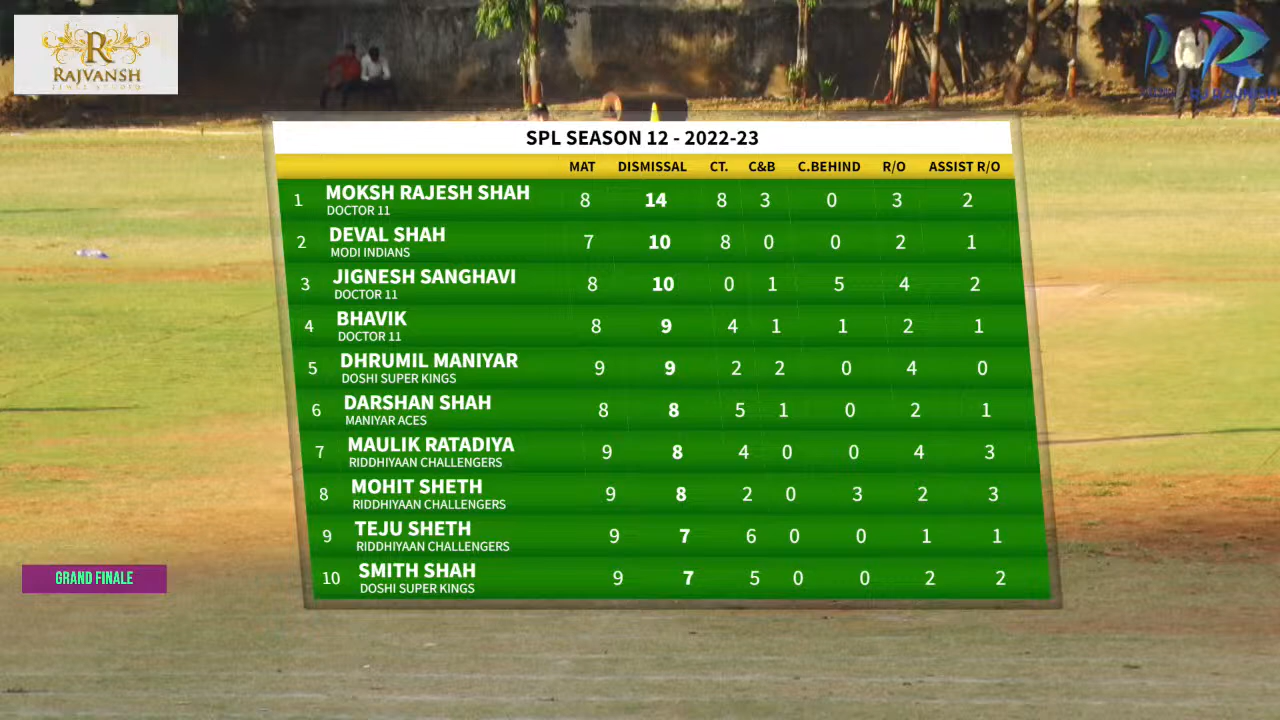 RAJVANSH
SPL SEASON 12 - 2022-23
MAT DISMISSAL CT. C&B C.BEHIND R/O ASSIST R/O
1 MOKSH RAJESH SHAH 8 14 8 3 0 3 2
DOCTOR 11
2 DEVAL SHAH 7 10 8 0 0 2 1
MODI INDIANS
3 JIGNESH SANGHAVI 8 10 0 1 5 4 2
DOCTOR 11
4 BHAVIK 8 9 4 1 1 2 1
DOCTOR 11
5 DHRUMIL MANIYAR 9 9 2 2 0 4 0
DOSHI SUPER KINGS
6 DARSHAN SHAH 8 8 5 1 0 2 1
MANIYAR ACES
7 MAULIK RATADIYA 9 8 4 0 0 4 3
RIDDHIYAAN CHALLENGERS
8 MOHIT SHETH 9 8 2 0 3 2 3
RIDDHIYAAN CHALLENGERS
9 TEJU SHETH 9 7 6 0 0 1 1
RIDDHIYAAN CHALLENGERS
10 SMITH SHAH 9 7 5 0 0 2 2
DOSHI SUPER KINGS
GRAND FINALE